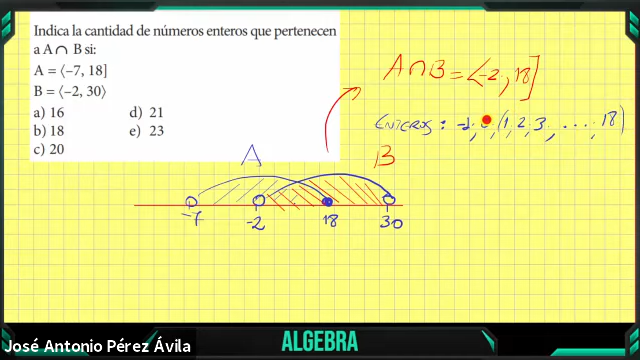 Indica la cantidad de números enteros que pertenecen
a A ∩ B si:
A = ⟨–7, 18]
B = ⟨–2, 30⟩
a) 16 d) 21
b) 18 e) 23
c) 20
A∩B = ⟨-2, 18]
ENTEROS: -1; 0 (1, 2, 3, ....; 18)
A B
-7 -2 18 30
José Antonio Pérez Ávila
ALGEBRA